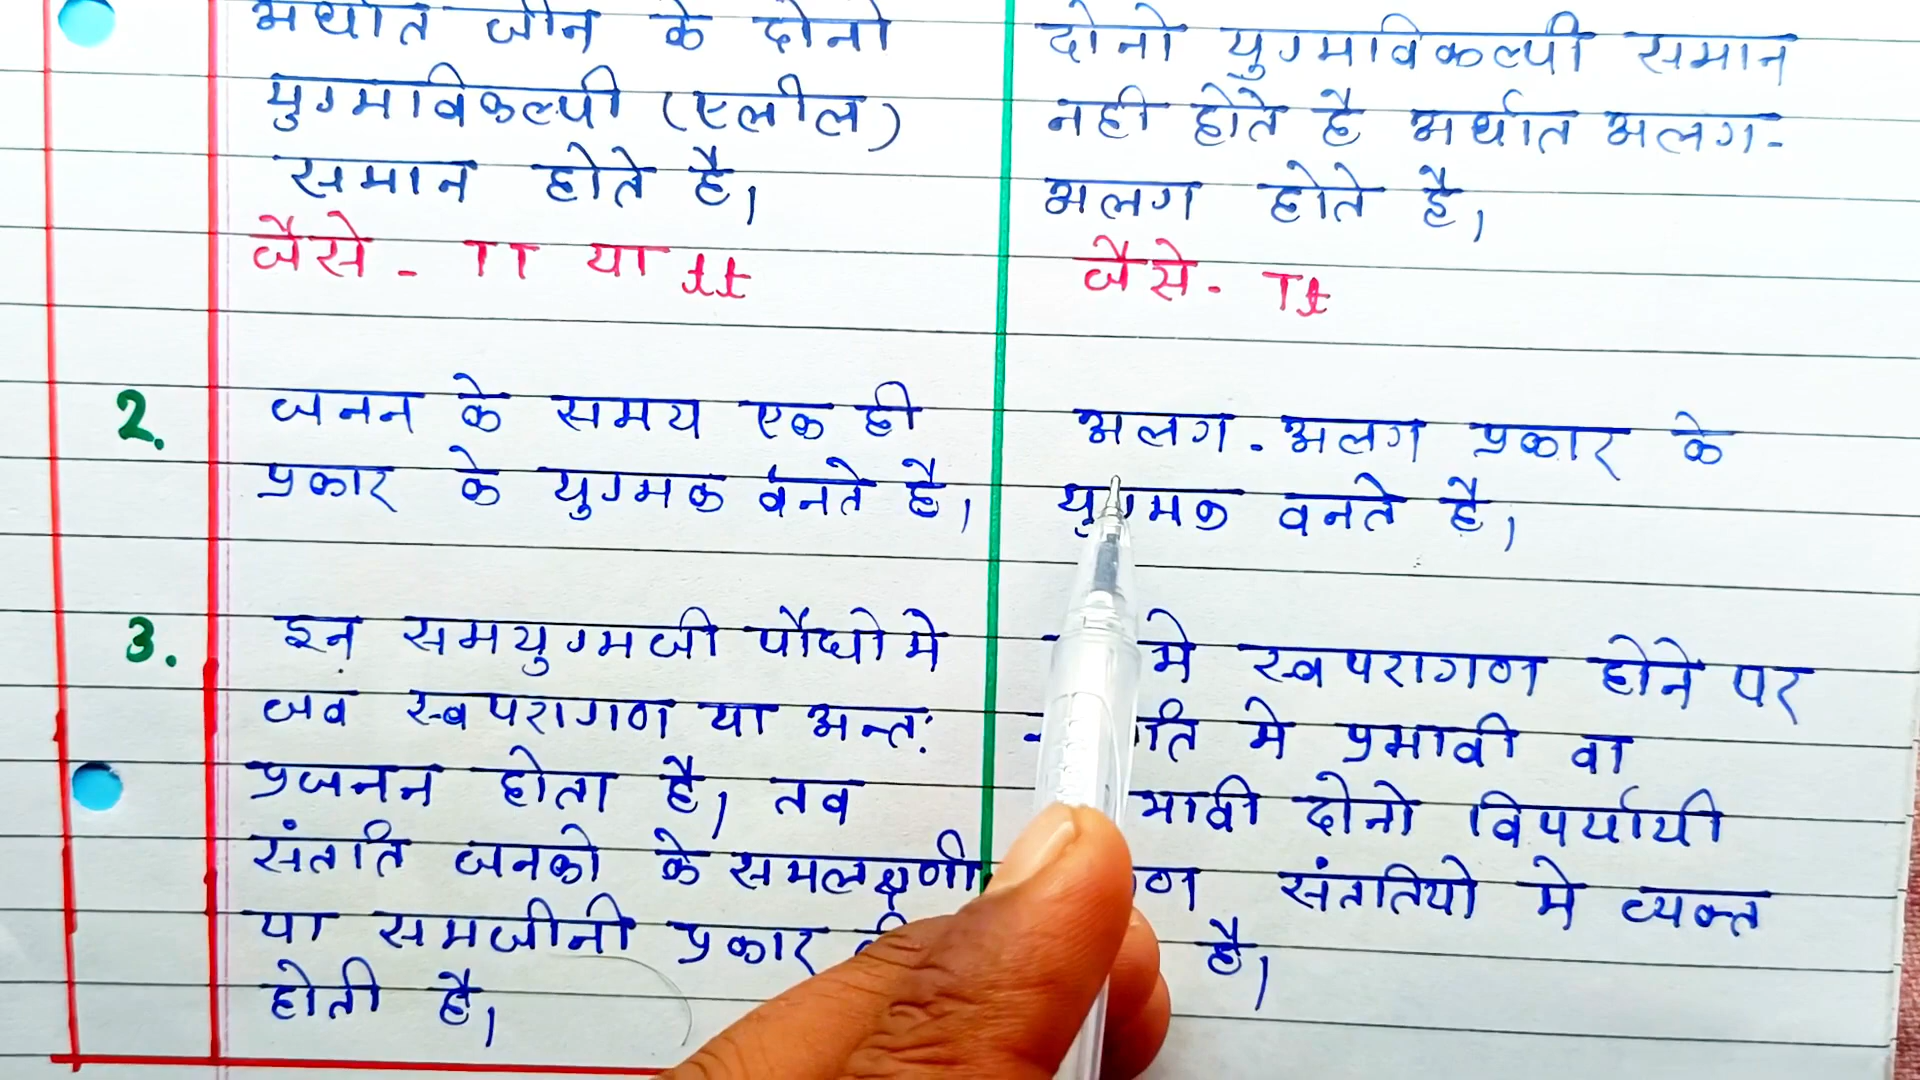 अर्थात जीन के दोनो
युग्मविकल्पी (एलील)
समान होते है।
जैसे - TT या tt
दोनो युग्मविकल्पी समान
नही होते है अर्थात अलग-
अलग होते है।
जैसे - Tt
2.
जनन के समय एक ही
प्रकार के युग्मक बनते है।
अलग-अलग प्रकार के
युग्मक बनते है।
3.
इन समयुग्मजी पौधो मे
जब स्वपरागण या अन्त:
प्रजनन होता है, तब
संतति जनको के समलक्षणी
या समजीनी प्रकार
होती है।
मे स्वपरागण होने पर
मे प्रभावी वा
दोनो विपर्यायी
संततियो मे व्यक्त
है।